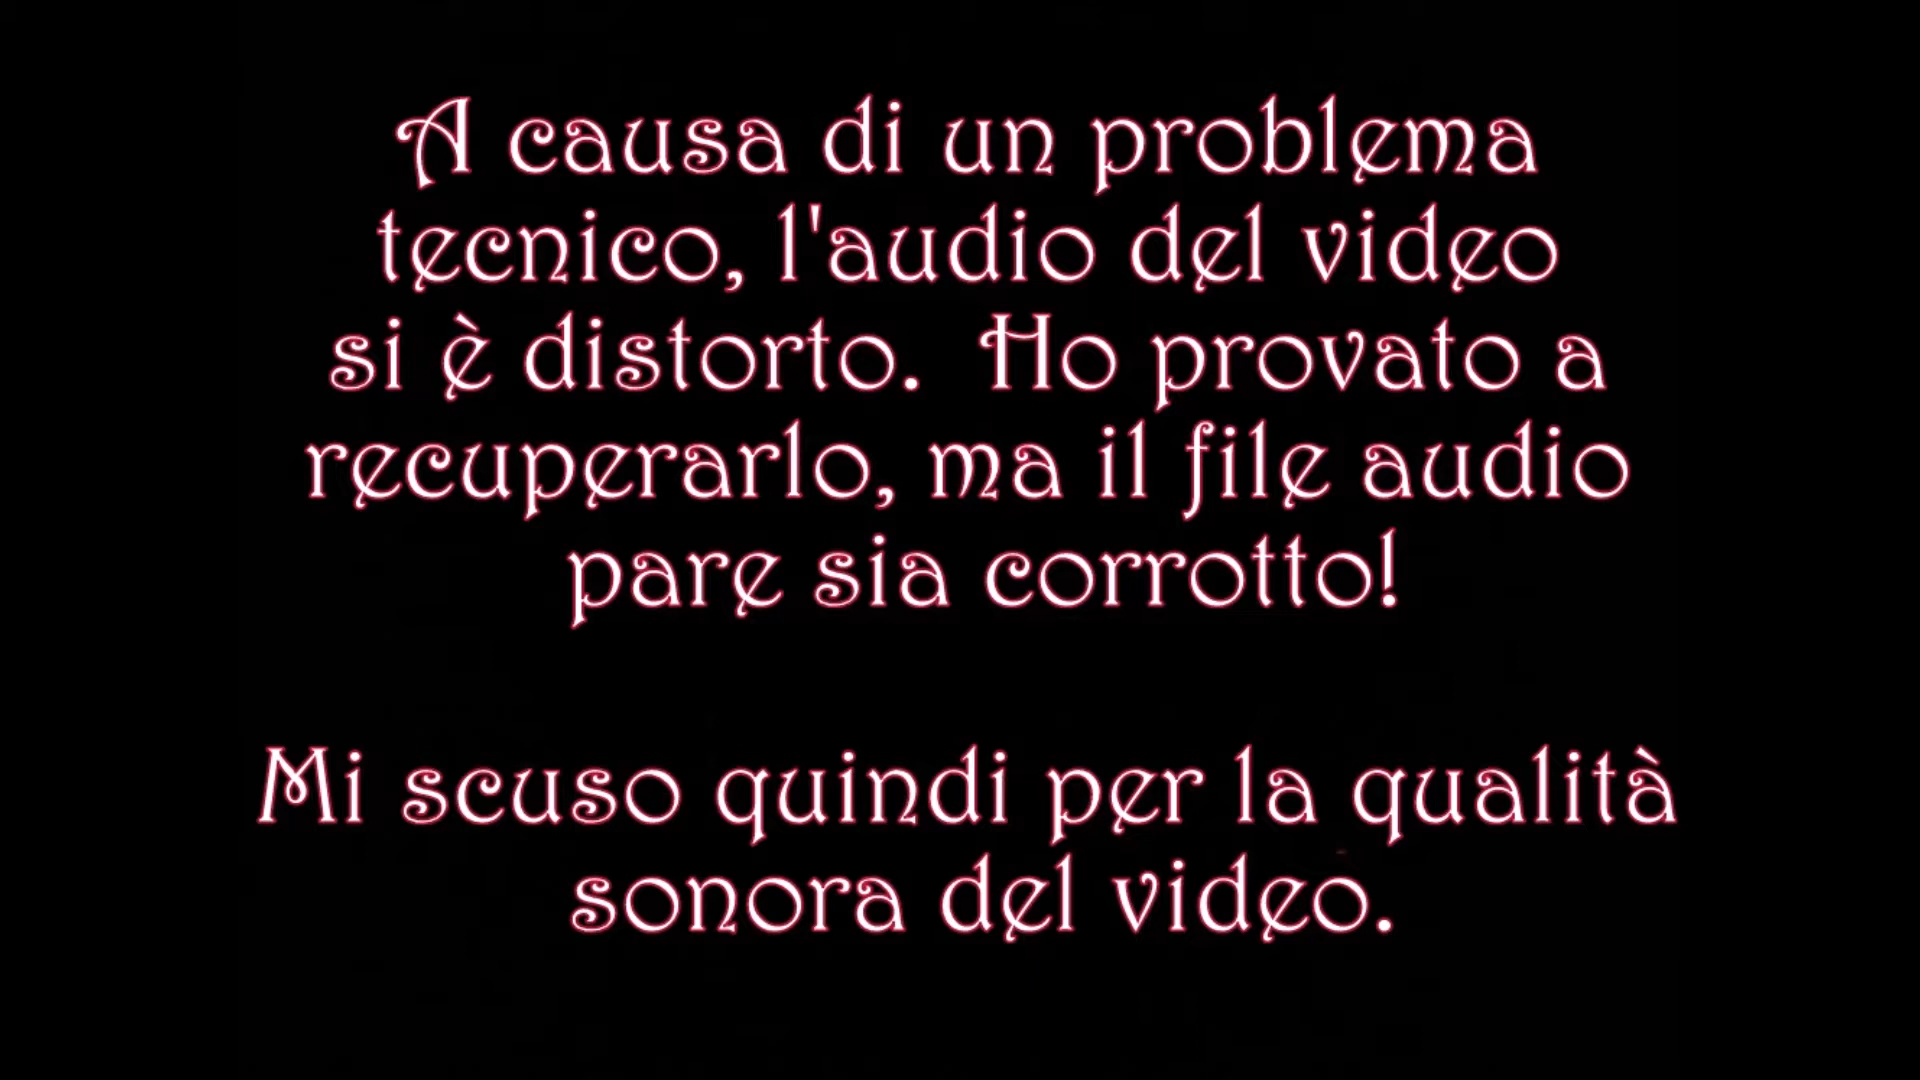 A causa di un problema
tecnico, l'audio del video
si è distorto.  Ho provato a
recuperarlo, ma il file audio
pare sia corrotto!
Mi scuso quindi per la qualità
sonora del video.